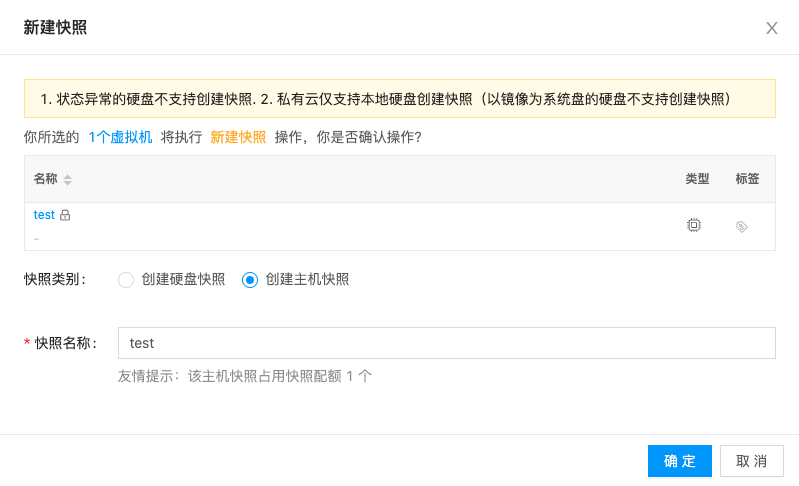 新建快照
1. 状态异常的硬盘不支持创建快照. 2. 私有云仅支持本地硬盘创建快照（以镜像为系统盘的硬盘不支持创建快照）
你所选的 1个虚拟机 将执行 新建快照 操作，你是否确认操作?
名称 类型 标签
test
-
快照类别： 创建硬盘快照 创建主机快照
* 快照名称： test
友情提示：该主机快照占用快照配额 1 个
确 定 取 消